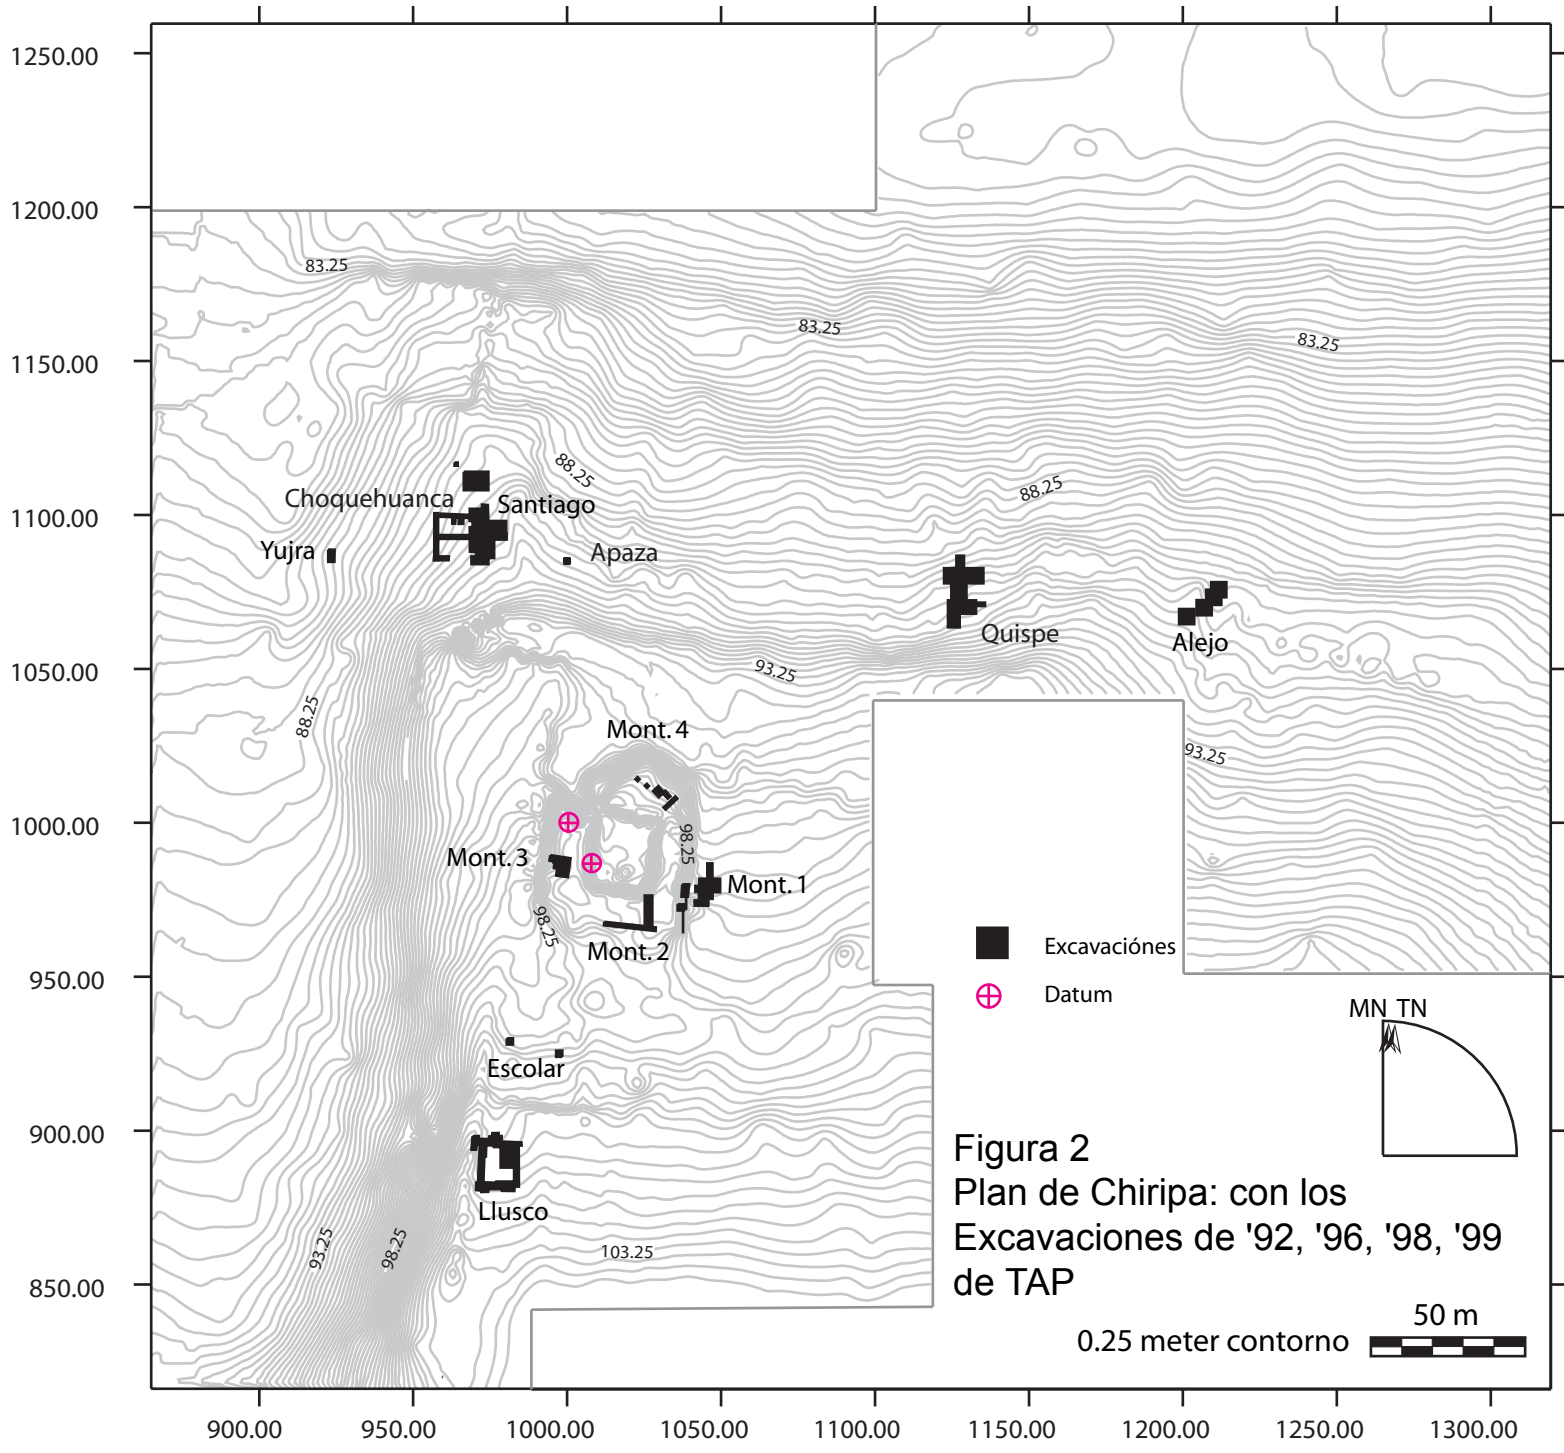 1250.00
1200.00
83.25
83.25
83.25
1150.00
88.25
Choquehuanca
Santiago
88.25
1100.00
Yujra
Apaza
Quispe
Alejo
1050.00
93.25
88.25
Mont. 4
93.25
1000.00
98.25
Mont. 3
Mont. 1
98.25
Mont. 2
Excavaciónes
950.00
Datum
MN TN
Escolar
900.00
Figura 2
Plan de Chiripa: con los
Excavaciones de '92, '96, '98, '99
de TAP
Llusco
93.25
98.25
103.25
850.00
50 m
0.25 meter contorno
900.00 950.00 1000.00 1050.00 1100.00 1150.00 1200.00 1250.00 1300.00